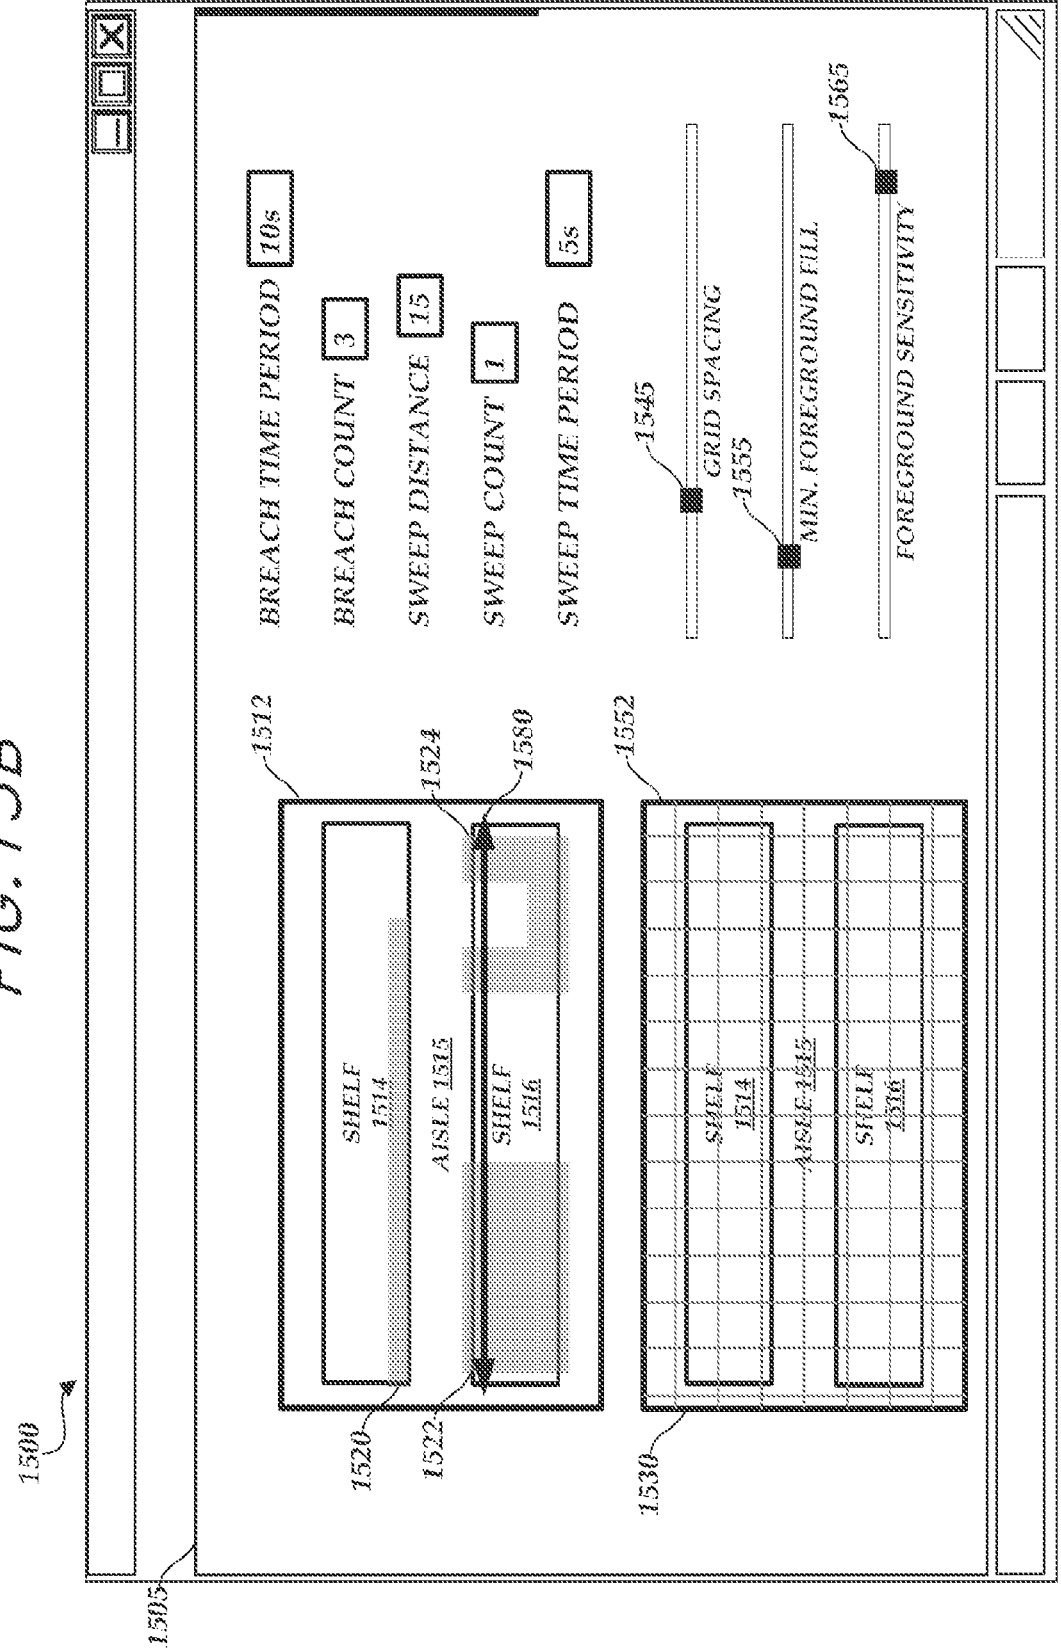 FIG. 15B
1500
1505
1512
SHELF
1514
1520
AISLE 1515
1524
1522
1580
SHELF
1516
BREACH TIME PERIOD 10s
BREACH COUNT 3
SWEEP DISTANCE 15
SWEEP COUNT 1
SWEEP TIME PERIOD 5s
1530
1552
SHELF
1514
AISLE 1515
SHELF
1516
1545
GRID SPACING
1555
MIN. FOREGROUND FILL
1565
FOREGROUND SENSITIVITY